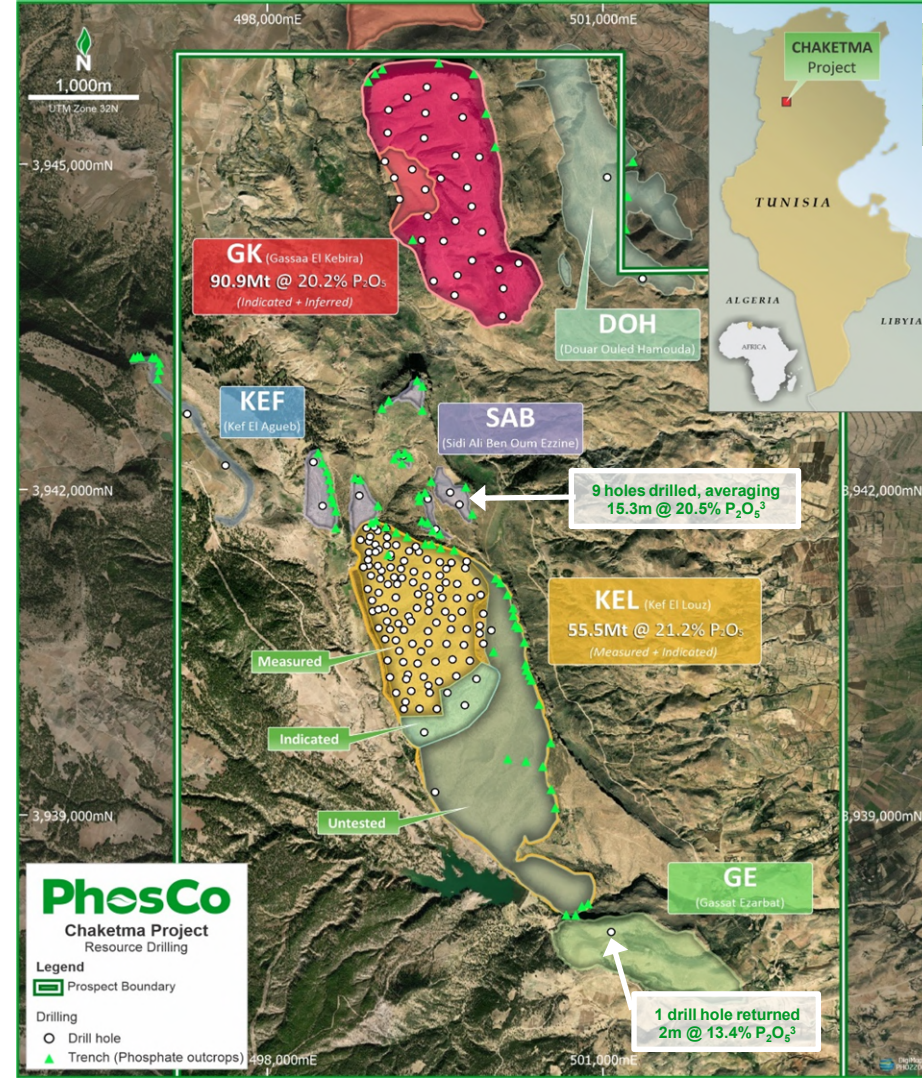 498,000mE
501,000mE
N
1,000m
UTM Zone 32N
CHAKETMA
Project
TUNISIA
ALGERIA
LIBYIA
AFRICA
3,945,000mN
GK (Gassaa El Kebira)
90.9Mt @ 20.2% P₂O₅
(Indicated + Inferred)
DOH
(Douar Ouled Hamouda)
KEF
(Kef El Agueb)
SAB
(Sidi Ali Ben Oum Ezzine)
3,942,000mN
3,942,000mN
9 holes drilled, averaging
15.3m @ 20.5% P₂O₅³
KEL (Kef El Louz)
55.5Mt @ 21.2% P₂O₅
(Measured + Indicated)
Measured
Indicated
Untested
3,939,000mN
3,939,000mN
GE
(Gassat Ezarbat)
1 drill hole returned
2m @ 13.4% P₂O₅³
PhosCo
Chaketma Project
Resource Drilling
Legend
Prospect Boundary
Drilling
Drill hole
Trench (Phosphate outcrops)
498,000mE
501,000mE